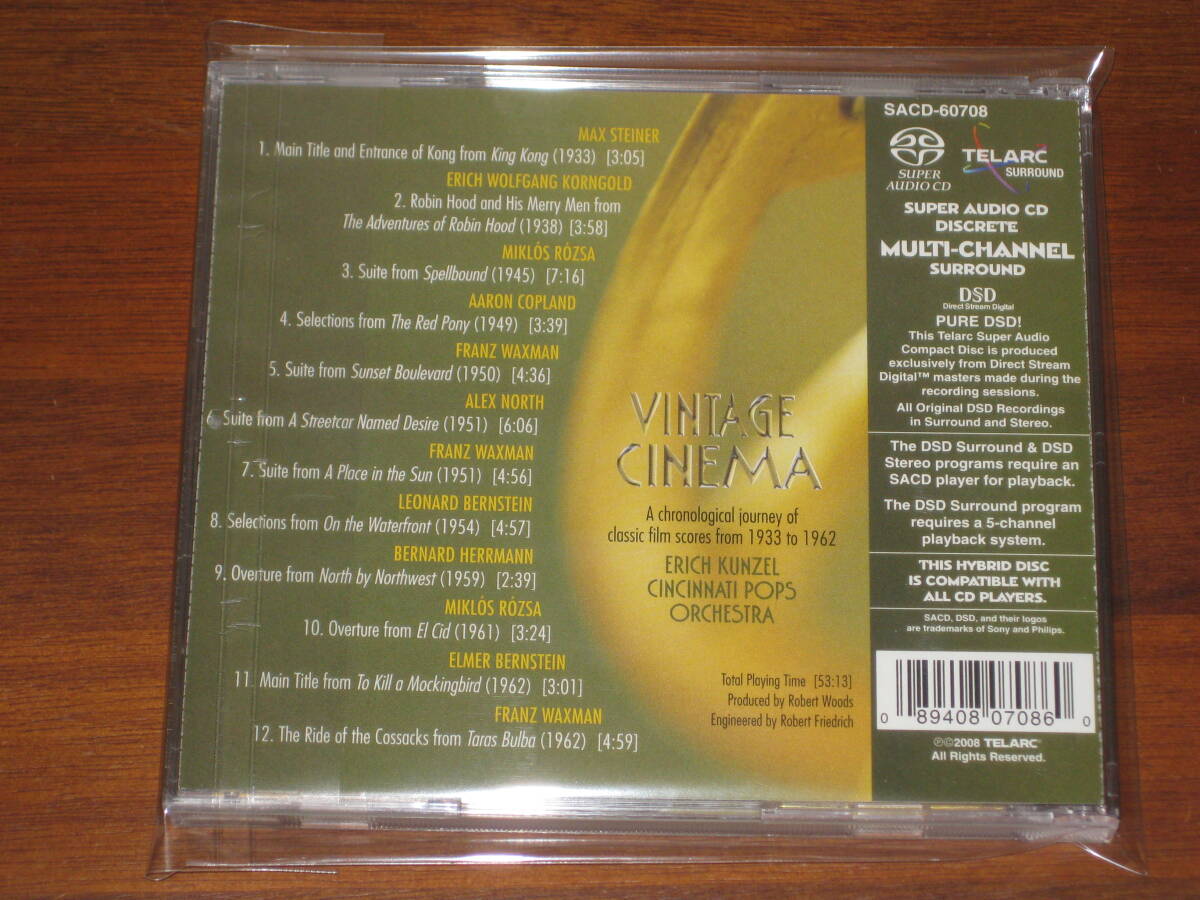 MAX STEINER
1. Main Title and Entrance of Kong from King Kong (1933) [3:05]
ERICH WOLFGANG KORNGOLD
2. Robin Hood and His Merry Men from
The Adventures of Robin Hood (1938) [3:58]
MIKLÓS RÓZSA
3. Suite from Spellbound (1945) [7:16]
AARON COPLAND
4. Selections from The Red Pony (1949) [3:39]
FRANZ WAXMAN
5. Suite from Sunset Boulevard (1950) [4:36]
ALEX NORTH
6. Suite from A Streetcar Named Desire (1951) [6:06]
FRANZ WAXMAN
7. Suite from A Place in the Sun (1951) [4:56]
LEONARD BERNSTEIN
8. Selections from On the Waterfront (1954) [4:57]
BERNARD HERRMANN
9. Overture from North by Northwest (1959) [2:39]
MIKLÓS RÓZSA
10. Overture from El Cid (1961) [3:24]
ELMER BERNSTEIN
11. Main Title from To Kill a Mockingbird (1962) [3:01]
FRANZ WAXMAN
12. The Ride of the Cossacks from Taras Bulba (1962) [4:59]
VINTAGE
CINEMA
A chronological journey of
classic film scores from 1933 to 1962
ERICH KUNZEL
CINCINNATI POPS
ORCHESTRA
Total Playing Time [53:13]
Produced by Robert Woods
Engineered by Robert Friedrich
SACD-60708
SUPER
AUDIO CD
TELARC
SURROUND
SUPER AUDIO CD
DISCRETE
MULTI-CHANNEL
SURROUND
DSD
Direct Stream Digital
PURE DSD!
This Telarc Super Audio
Compact Disc is produced
exclusively from Direct Stream
Digital™ masters made during the
recording sessions.
All Original DSD Recordings
in Surround and Stereo.
The DSD Surround & DSD
Stereo programs require an
SACD player for playback.
The DSD Surround program
requires a 5-channel
playback system.
THIS HYBRID DISC
IS COMPATIBLE WITH
ALL CD PLAYERS.
SACD, DSD, and their logos
are trademarks of Sony and Philips.
0 89408 07086 0
℗©2008 TELARC
All Rights Reserved.